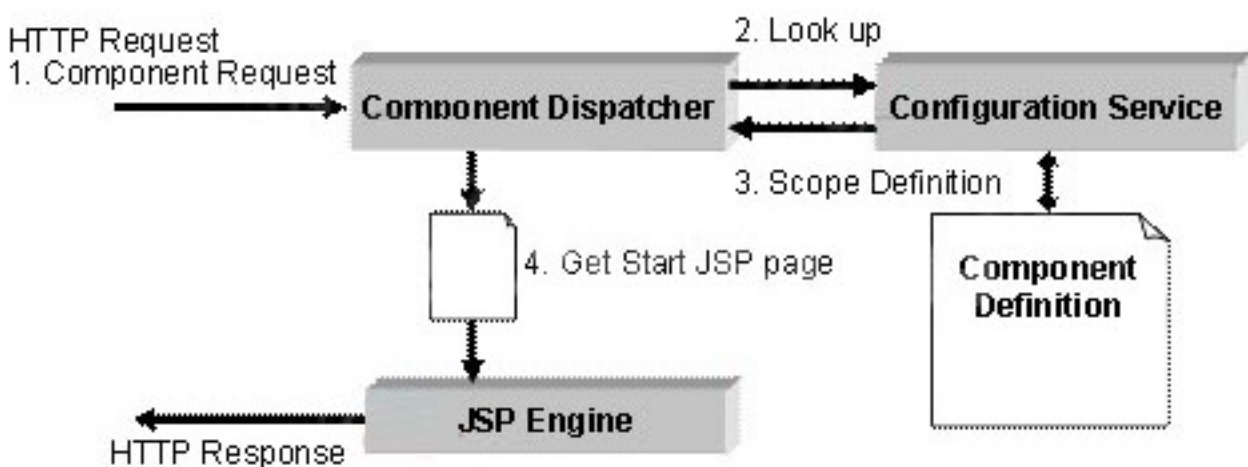 HTTP Request
1. Component Request
Component Dispatcher
2. Look up
Configuration Service
3. Scope Definition
4. Get Start JSP page
Component
Definition
JSP Engine
HTTP Response